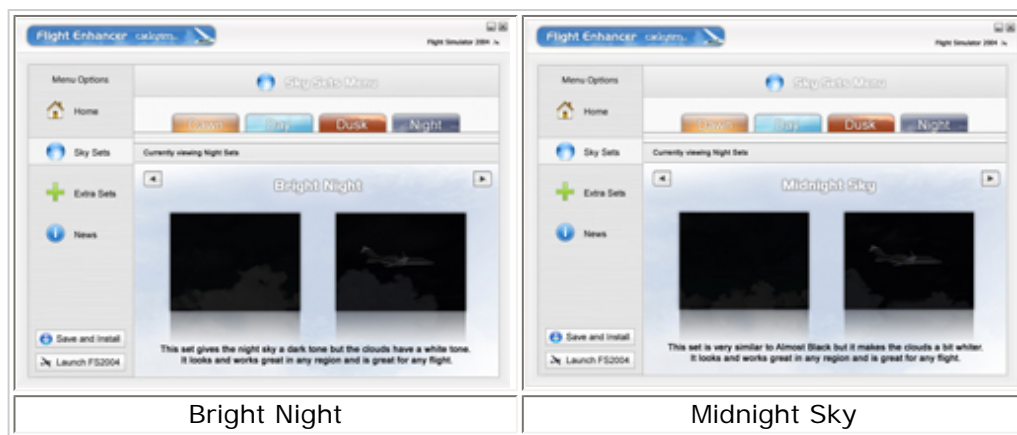 Flight Enhancer
Flight Simulator 2004
Menu Options
Home
Sky Sets
Extra Sets
News
Save and Install
Launch FS2004
Sky Sets Menu
Dawn Day Dusk Night
Currently viewing Night Sets
Bright Night
This set gives the night sky a dark tone but the clouds have a white tone.
It looks and works great in any region and is great for any flight.
Bright Night
Flight Enhancer
Flight Simulator 2004
Menu Options
Home
Sky Sets
Extra Sets
News
Save and Install
Launch FS2004
Sky Sets Menu
Dawn Day Dusk Night
Currently viewing Night Sets
Midnight Sky
This set is very similar to Almost Black but it makes the clouds a bit whiter.
It looks and works great in any region and is great for any flight.
Midnight Sky